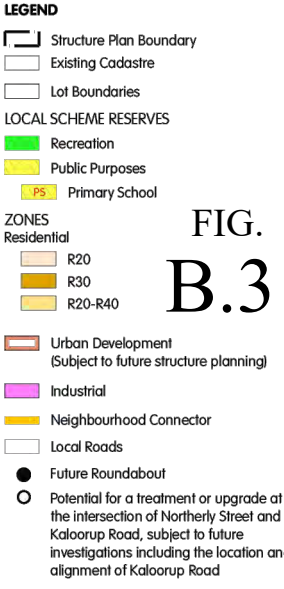 LEGEND
Structure Plan Boundary
Existing Cadastre
Lot Boundaries
LOCAL SCHEME RESERVES
Recreation
Public Purposes
PS Primary School
ZONES
Residential
R20
R30
R20-R40
FIG.
B.3
Urban Development
(Subject to future structure planning)
Industrial
Neighbourhood Connector
Local Roads
Future Roundabout
Potential for a treatment or upgrade at
the intersection of Northerly Street and
Kaloorup Road, subject to future
investigations including the location an
alignment of Kaloorup Road